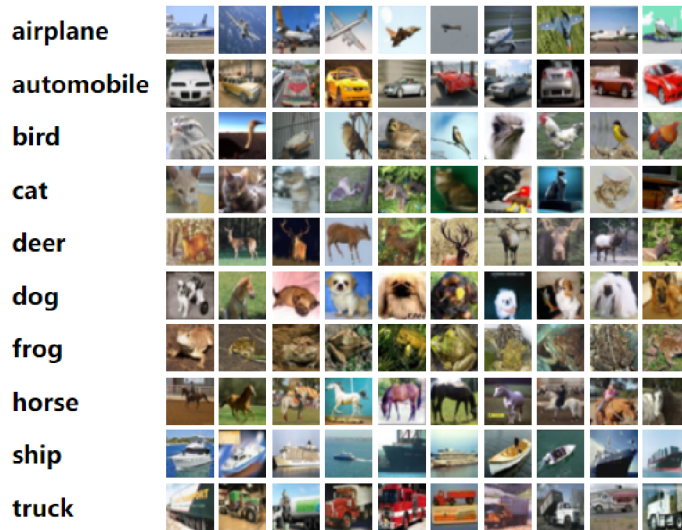 airplane
automobile
bird
cat
deer
dog
frog
horse
ship
truck